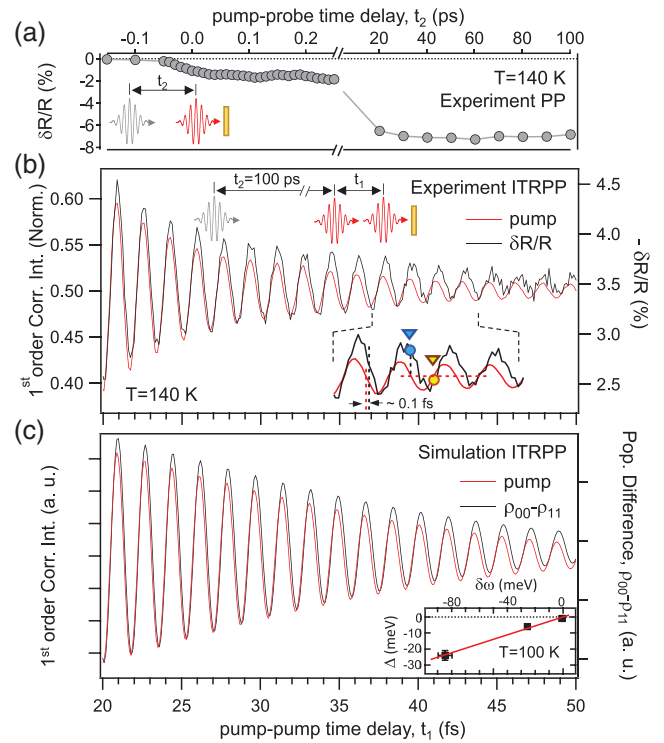 pump-probe time delay, t2 (ps)
(a)
-0.1 0.0 0.1 0.2 20 40 60 80 100
δR/R (%)
0
-2
-4
-6
-8
t2
T=140 K
Experiment PP
(b)
t2=100 ps
t1
Experiment ITRPP
pump
δR/R
1st order Corr. Int. (Norm.)
0.60
0.55
0.50
0.45
0.40
- δR/R (%)
4.5
4.0
3.5
3.0
2.5
T=140 K
~ 0.1 fs
(c)
Simulation ITRPP
pump
ρ00-ρ11
1st order Corr. Int. (a. u.)
Pop. Difference, ρ00-ρ11 (a. u.)
δω (meV)
-80 -40 0
Δ (meV)
0
-10
-20
-30
T=100 K
20 25 30 35 40 45 50
pump-pump time delay, t1 (fs)